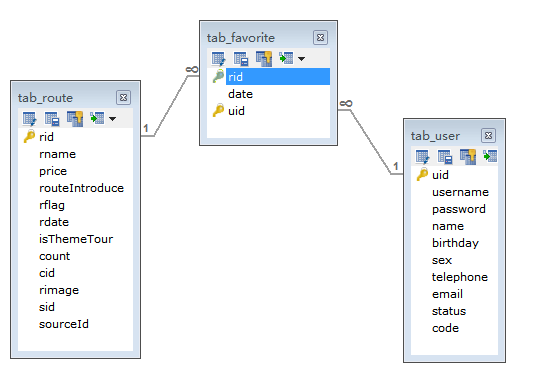 tab_favorite
rid
date
uid
tab_route
rid
rname
price
routeIntroduce
rflag
rdate
isThemeTour
count
cid
rimage
sid
sourceId
tab_user
uid
username
password
name
birthday
sex
telephone
email
status
code
1
∞
∞
1